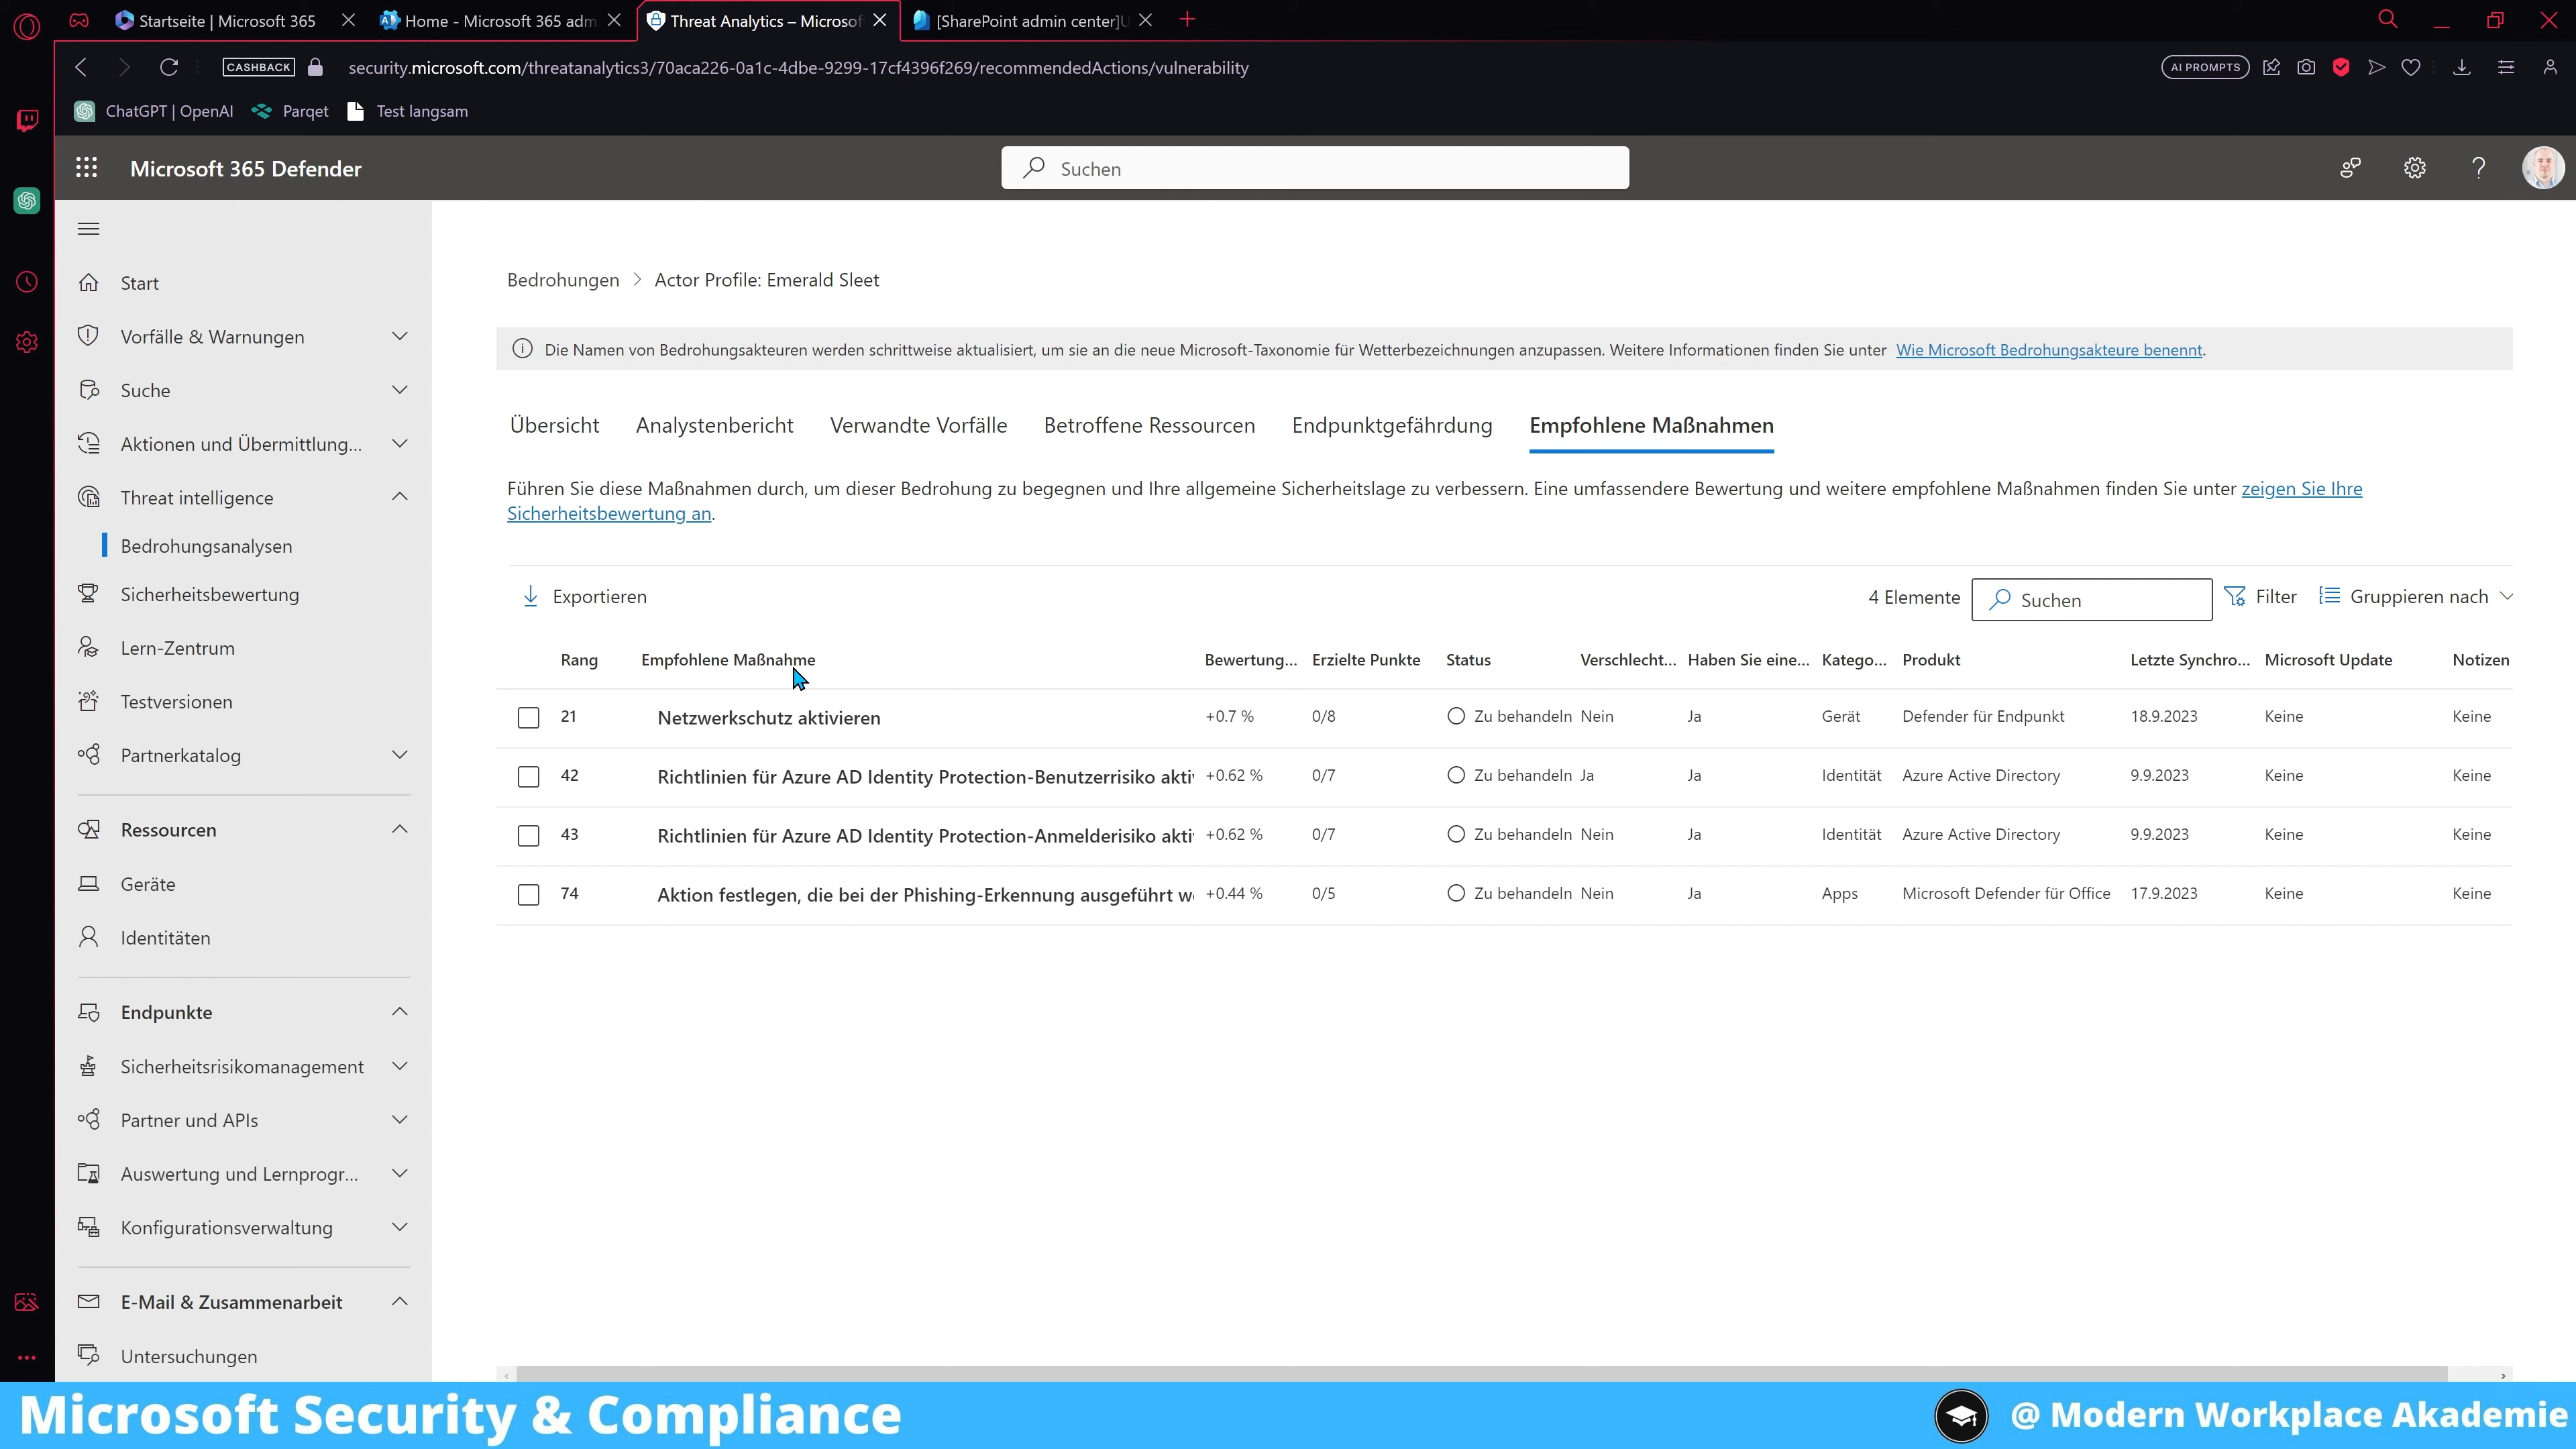 Startseite | Microsoft 365
Home - Microsoft 365 adm
Threat Analytics – Microsof
[SharePoint admin center]U
CASHBACK
security.microsoft.com/threatanalytics3/70aca226-0a1c-4dbe-9299-17cf4396f269/recommendedActions/vulnerability
AI PROMPTS
ChatGPT | OpenAI
Parqet
Test langsam
Microsoft 365 Defender
Suchen
Start
Vorfälle & Warnungen
Suche
Aktionen und Übermittlung...
Threat intelligence
Bedrohungsanalysen
Sicherheitsbewertung
Lern-Zentrum
Testversionen
Partnerkatalog
Ressourcen
Geräte
Identitäten
Endpunkte
Sicherheitsrisikomanagement
Partner und APIs
Auswertung und Lernprogr...
Konfigurationsverwaltung
E-Mail & Zusammenarbeit
Untersuchungen
Bedrohungen > Actor Profile: Emerald Sleet
Die Namen von Bedrohungsakteuren werden schrittweise aktualisiert, um sie an die neue Microsoft-Taxonomie für Wetterbezeichnungen anzupassen. Weitere Informationen finden Sie unter Wie Microsoft Bedrohungsakteure benennt.
Übersicht Analystenbericht Verwandte Vorfälle Betroffene Ressourcen Endpunktgefährdung Empfohlene Maßnahmen
Führen Sie diese Maßnahmen durch, um dieser Bedrohung zu begegnen und Ihre allgemeine Sicherheitslage zu verbessern. Eine umfassendere Bewertung und weitere empfohlene Maßnahmen finden Sie unter zeigen Sie Ihre
Sicherheitsbewertung an.
Exportieren 4 Elemente Suchen Filter Gruppieren nach
Rang Empfohlene Maßnahme Bewertung... Erzielte Punkte Status Verschlecht... Haben Sie eine... Katego... Produkt Letzte Synchro... Microsoft Update Notizen
21 Netzwerkschutz aktivieren +0.7 % 0/8 Zu behandeln Nein Ja Gerät Defender für Endpunkt 18.9.2023 Keine Keine
42 Richtlinien für Azure AD Identity Protection-Benutzerrisiko akti +0.62 % 0/7 Zu behandeln Ja Ja Identität Azure Active Directory 9.9.2023 Keine Keine
43 Richtlinien für Azure AD Identity Protection-Anmelderisiko akti +0.62 % 0/7 Zu behandeln Nein Ja Identität Azure Active Directory 9.9.2023 Keine Keine
74 Aktion festlegen, die bei der Phishing-Erkennung ausgeführt w +0.44 % 0/5 Zu behandeln Nein Ja Apps Microsoft Defender für Office 17.9.2023 Keine Keine
Microsoft Security & Compliance
@ Modern Workplace Akademie